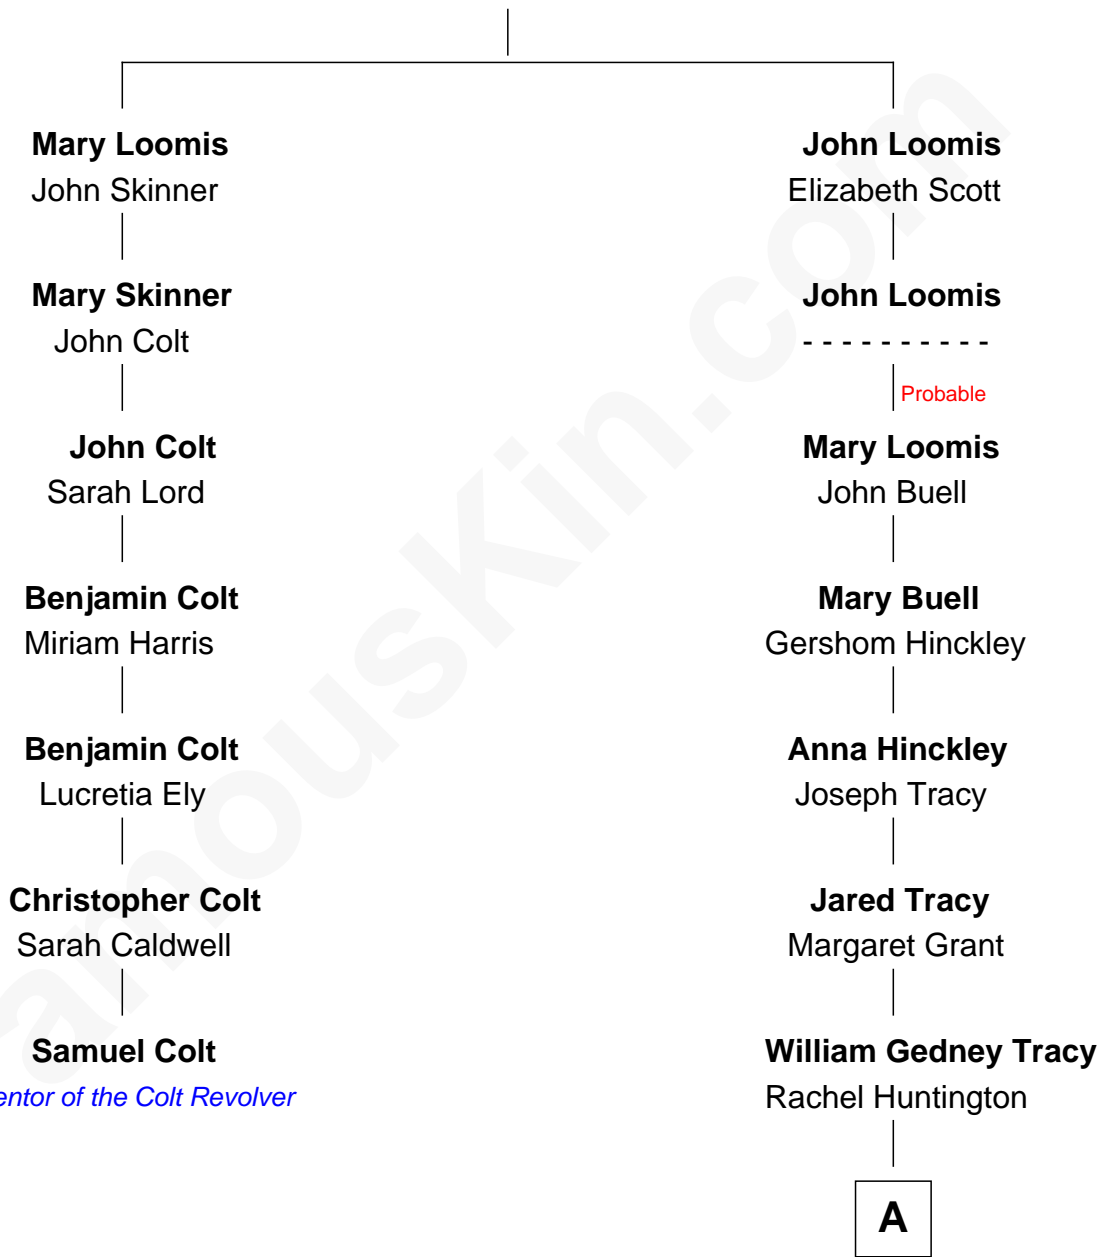 Mary Loomis
John Skinner
Mary Skinner
John Colt
John Colt
Sarah Lord
Benjamin Colt
Miriam Harris
Benjamin Colt
Lucretia Ely
Christopher Colt
Sarah Caldwell
Samuel Colt
entor of the Colt Revolver
John Loomis
Elizabeth Scott
John Loomis
- - - - - - - - - -
Probable
Mary Loomis
John Buell
Mary Buell
Gershom Hinckley
Anna Hinckley
Joseph Tracy
Jared Tracy
Margaret Grant
William Gedney Tracy
Rachel Huntington
A
amousKin.com